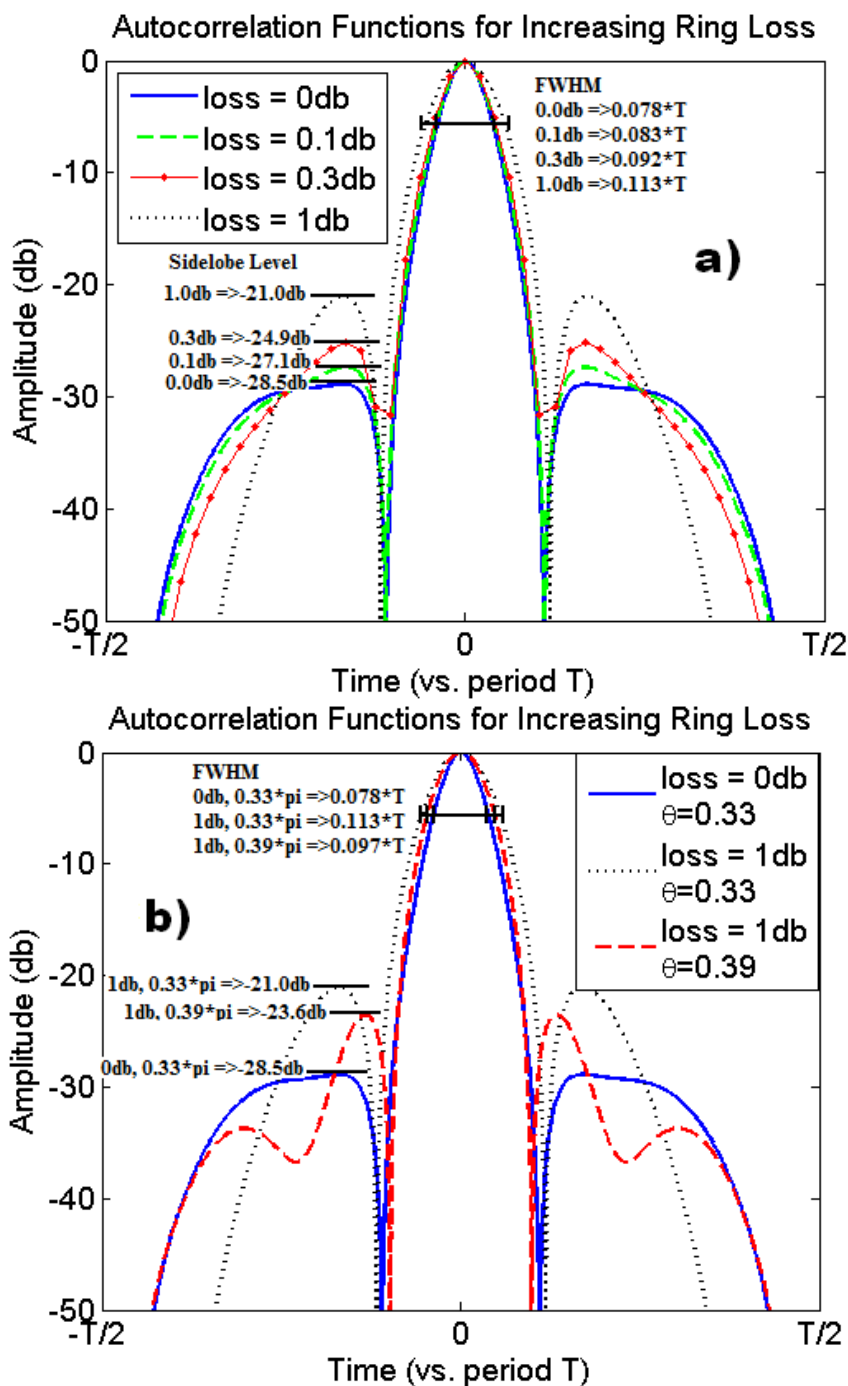 Autocorrelation Functions for Increasing Ring Loss
0
-10
-20
-30
-40
-50
Amplitude (db)
loss = 0db
loss = 0.1db
loss = 0.3db
loss = 1db
FWHM
0.0db =>0.078*T
0.1db =>0.083*T
0.3db =>0.092*T
1.0db =>0.113*T
a)
Sidelobe Level
1.0db =>-21.0db
0.3db =>-24.9db
0.1db =>-27.1db
0.0db =>-28.5db
-T/2
0
T/2
Time (vs. period T)
Autocorrelation Functions for Increasing Ring Loss
0
-10
-20
-30
-40
-50
Amplitude (db)
FWHM
0db, 0.33*pi =>0.078*T
1db, 0.33*pi =>0.113*T
1db, 0.39*pi =>0.097*T
loss = 0db
θ=0.33
loss = 1db
θ=0.33
loss = 1db
θ=0.39
b)
1db, 0.33*pi =>-21.0db
1db, 0.39*pi =>-23.6db
0db, 0.33*pi =>-28.5db
-T/2
0
T/2
Time (vs. period T)